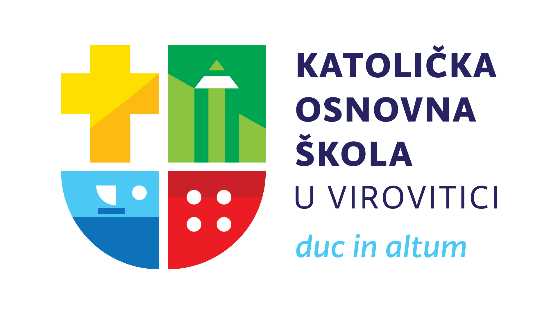 KATOLIČKA
OSNOVNA
ŠKOLA
U VIROVITICI
duc in altum